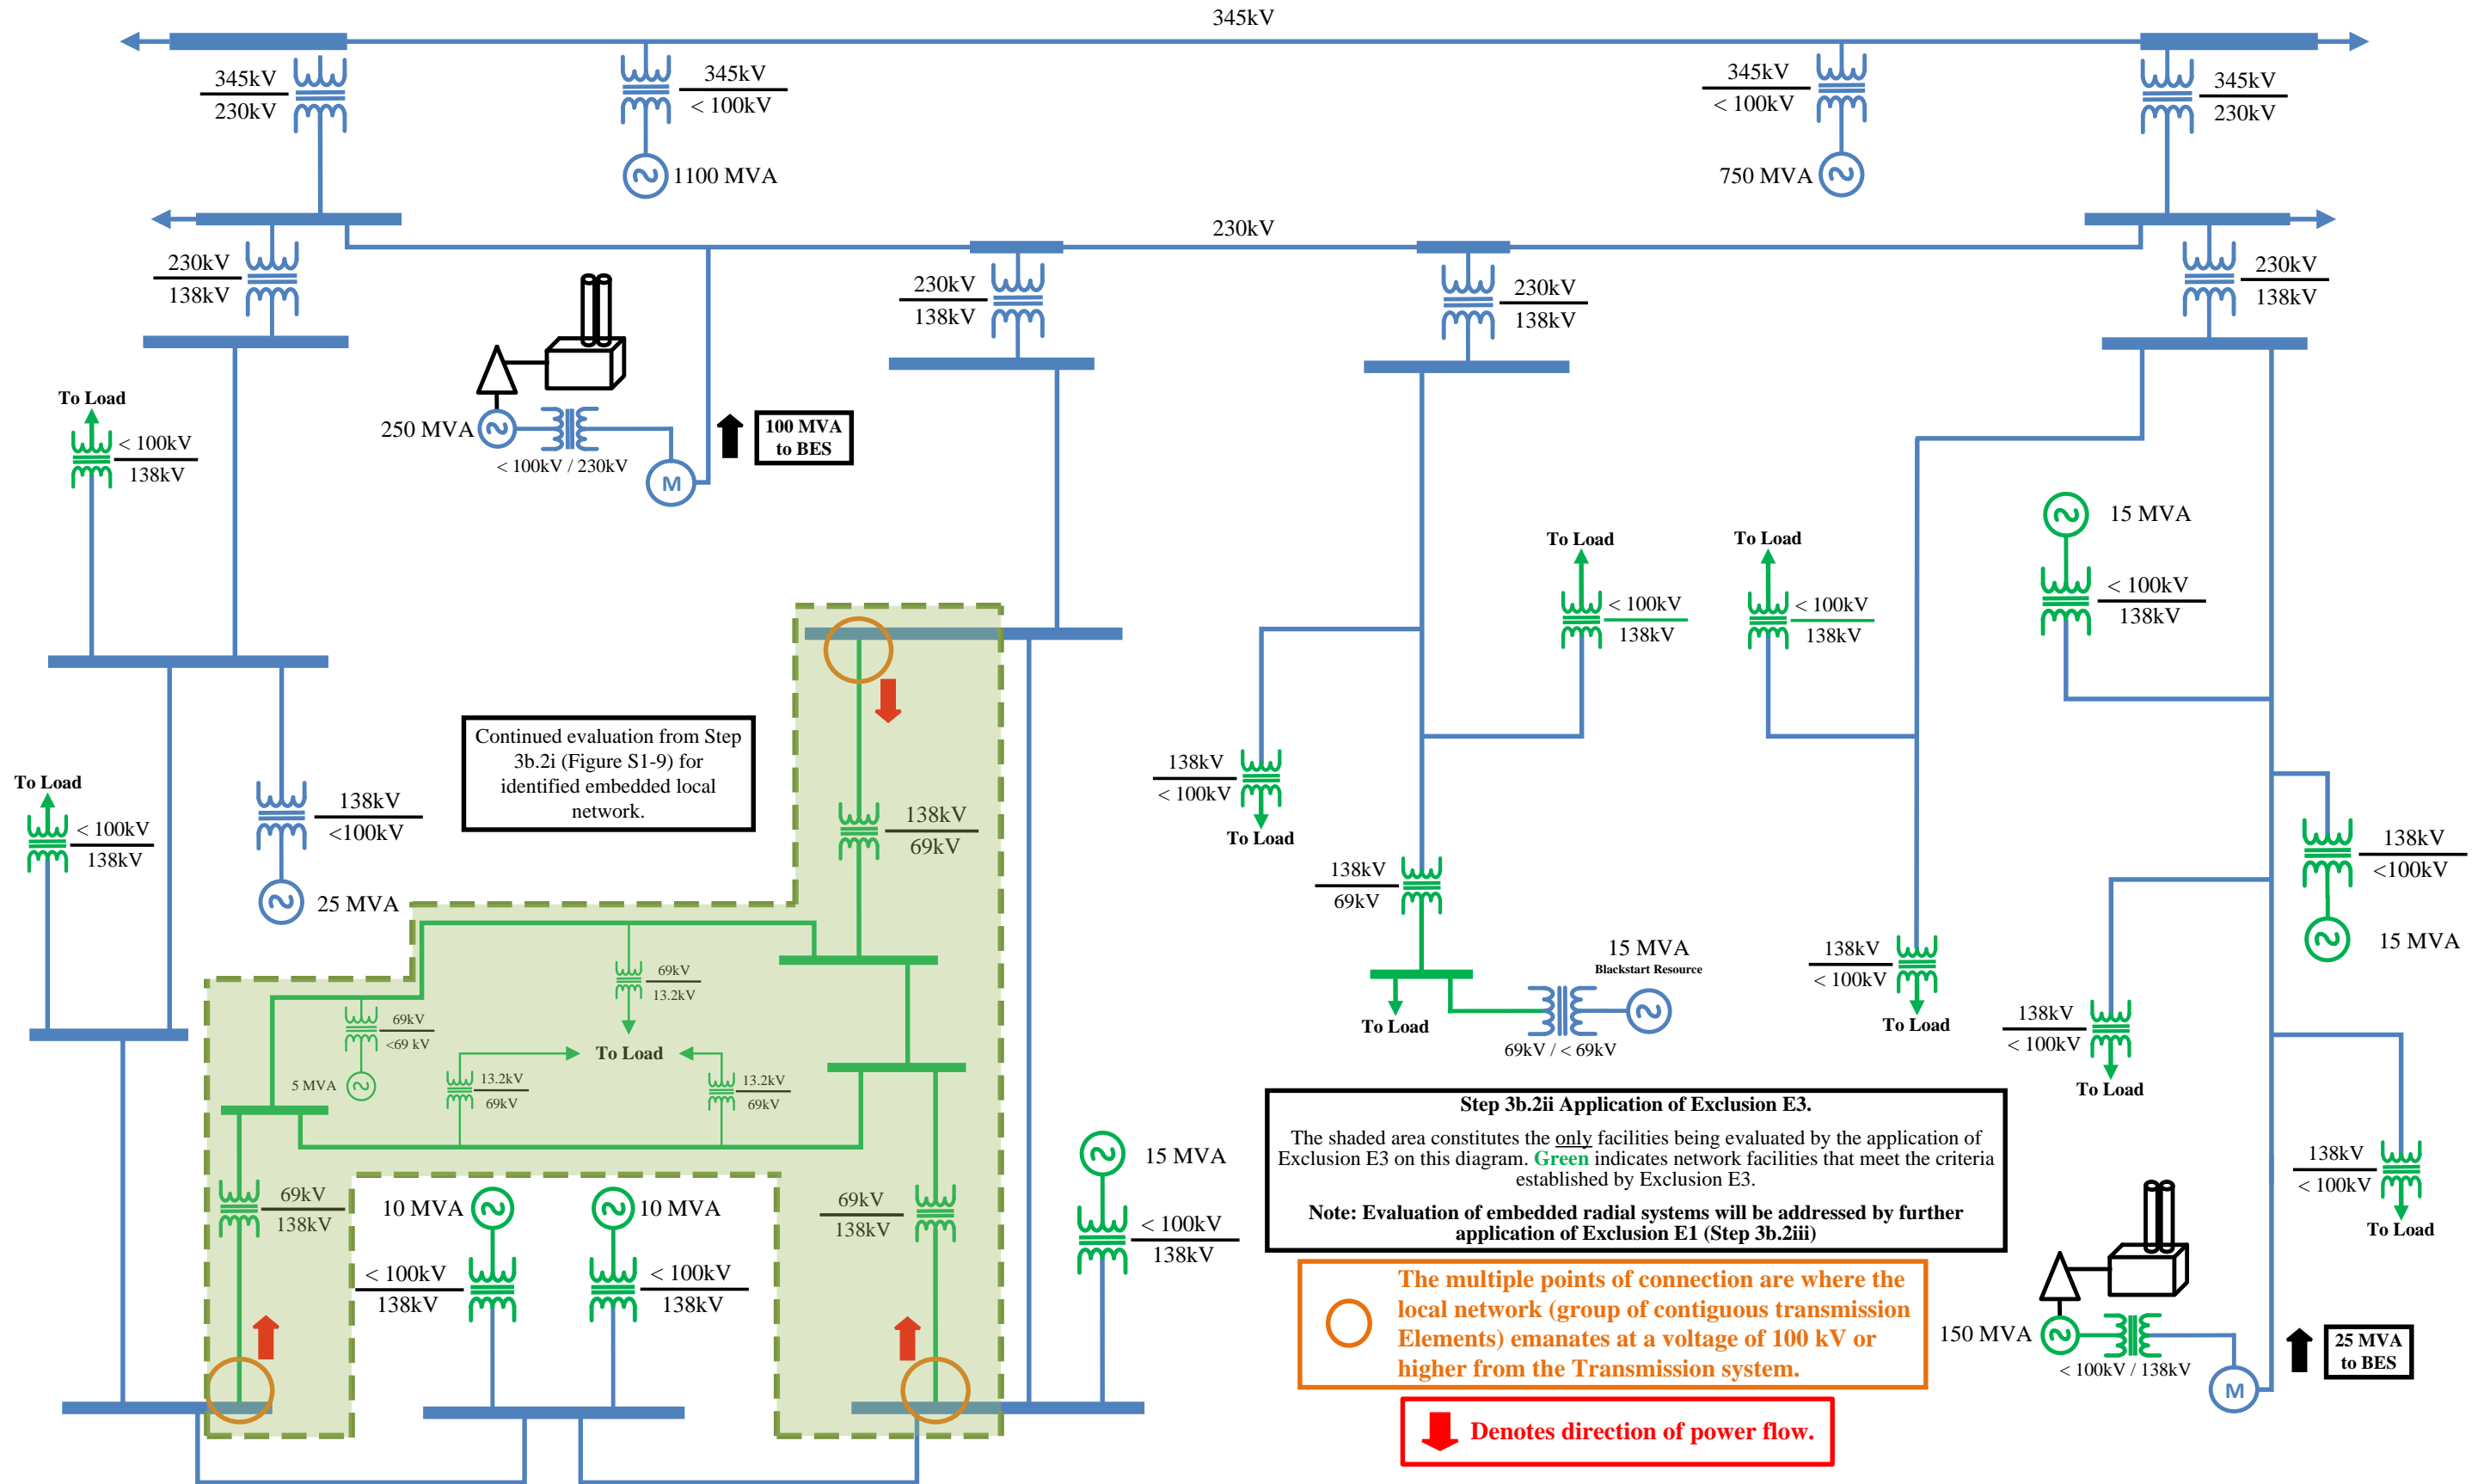 345kV
345kV
230kV
345kV
< 100kV
1100 MVA
345kV
< 100kV
750 MVA
345kV
230kV
230kV
230kV
138kV
230kV
138kV
230kV
138kV
230kV
138kV
250 MVA
< 100kV / 230kV
M
100 MVA
to BES
To Load
< 100kV
138kV
To Load
< 100kV
138kV
138kV
<100kV
25 MVA
Continued evaluation from Step
3b.2i (Figure S1-9) for
identified embedded local
network.
138kV
69kV
69kV
13.2kV
69kV
<69 kV
5 MVA
To Load
13.2kV
69kV
13.2kV
69kV
69kV
138kV
69kV
138kV
10 MVA
< 100kV
138kV
10 MVA
< 100kV
138kV
15 MVA
< 100kV
138kV
138kV
< 100kV
To Load
To Load
< 100kV
138kV
138kV
69kV
To Load
15 MVA
Blackstart Resource
69kV / < 69kV
To Load
< 100kV
138kV
138kV
< 100kV
To Load
15 MVA
< 100kV
138kV
138kV
<100kV
15 MVA
138kV
< 100kV
To Load
138kV
< 100kV
To Load
150 MVA
< 100kV / 138kV
M
25 MVA
to BES
Step 3b.2ii Application of Exclusion E3.
The shaded area constitutes the only facilities being evaluated by the application of
Exclusion E3 on this diagram. Green indicates network facilities that meet the criteria
established by Exclusion E3.
Note: Evaluation of embedded radial systems will be addressed by further
application of Exclusion E1 (Step 3b.2iii)
The multiple points of connection are where the
local network (group of contiguous transmission
Elements) emanates at a voltage of 100 kV or
higher from the Transmission system.
Denotes direction of power flow.